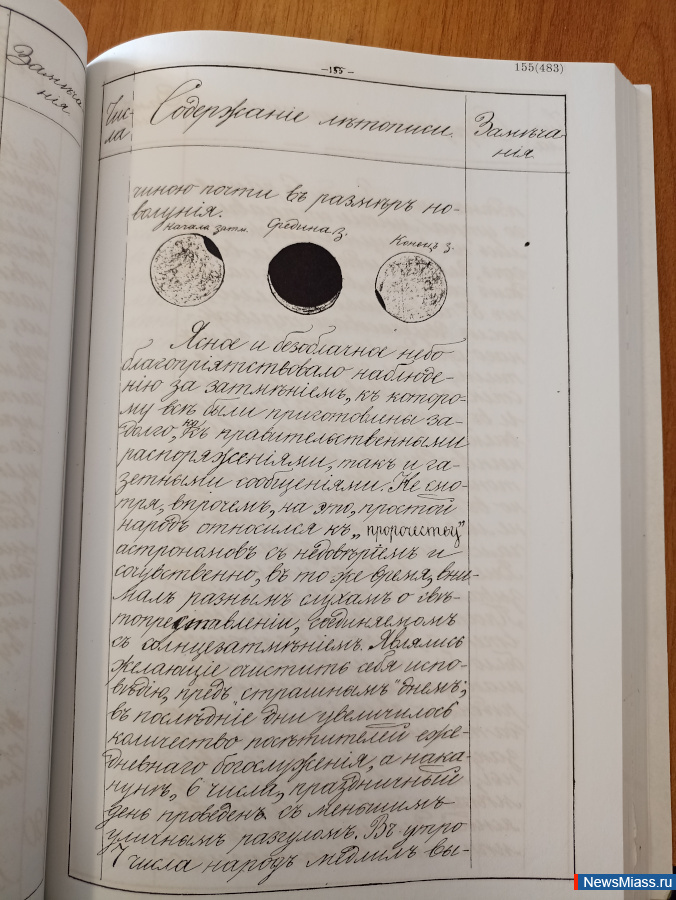 Замѣча
нія
— 155 —
155(483)
Чис-
ла
Содержаніе лѣтописи.
Замѣча-
нія.
чиною почти въ размѣръ но-
волунія.
Начала затм.
Средина з.
Конецъ з.
Ясное и безоблачное небо
благопріятствовало наблюде-
нію за затмѣніемъ, къ которо-
му всѣ были приготовлины за-
долго, какъ правительственными
распоряженіями, такъ и га-
зетными сообщеніями. Не смо-
тря, впрочемъ, на это, простой
народъ относился къ „пророчеству"
астрономовъ съ недовѣріемъ и
сочувственно, въ то же время, вни-
малъ разнымъ слухамъ о свѣ-
топреставленіи, соединяемомъ
съ солнцезатмѣніемъ. Являлись
желающіе очистить себя испо-
вѣдію, предъ „страшнымъ" днемъ;
въ послѣдніе дни увеличилось
количество посѣтителей еже-
дневнаго богослуженія, а нака-
нунѣ, 6 числа, праздничный
день проведенъ съ меньшимъ
уличнымъ разгуломъ. Въ утро
7 числа народъ медлилъ вы-
NewsMiass.ru